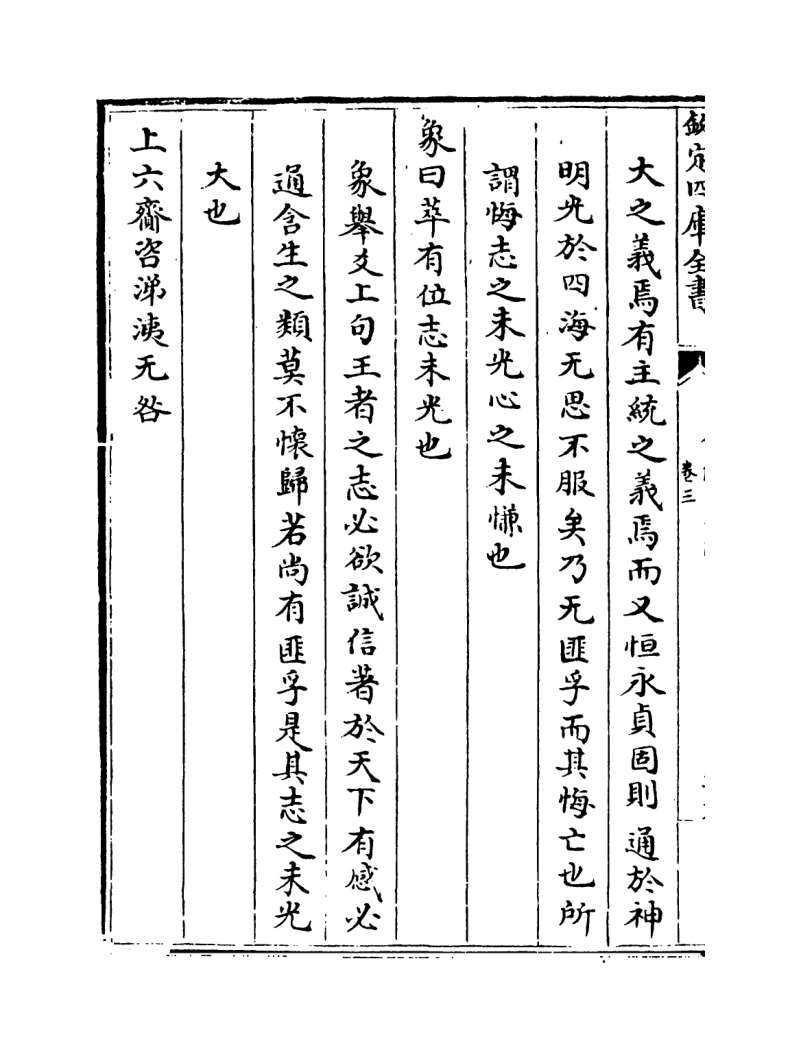 欽定四庫全書
卷三
大之義焉有主統之義焉而又恒永貞固則通於神
明光於四海无思不服矣乃无匪孚而其悔亡也所
謂悔志之未光心之未慊也
象曰萃有位志未光也
象舉爻上句王者之志必欲誠信著於天下有感必
通含生之類莫不懷歸若尚有匪孚是其志之未光
大也
上六齎咨涕洟无咎